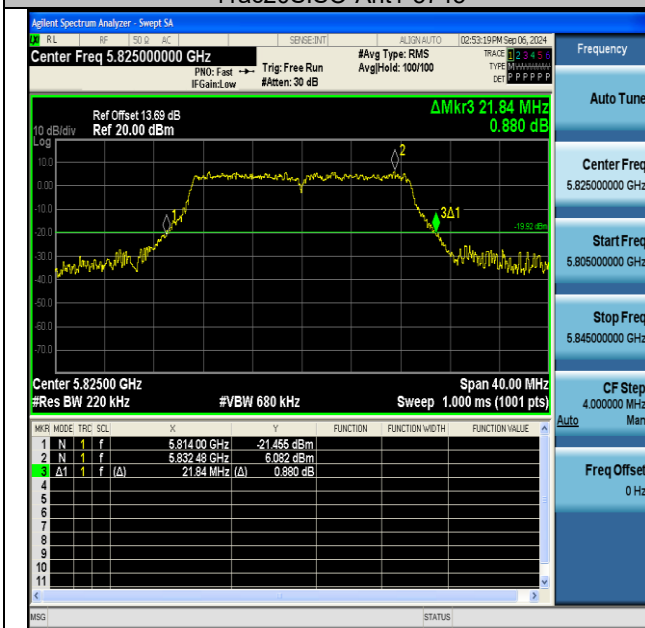 Agilent Spectrum Analyzer - Swept SA
RL RF 50 Ω AC SENSE:INT ALIGN AUTO 02:53:19 PM Sep 06, 2024
Center Freq 5.825000000 GHz
PNO: Fast
IFGain:Low
Trig: Free Run
#Atten: 30 dB
#Avg Type: RMS
Avg|Hold: 100/100
TRACE 1 2 3 4 5 6
TYPE
DET P P P P P P
Ref Offset 13.69 dB
10 dB/div Ref 20.00 dBm
Log
ΔMkr3 21.84 MHz
0.880 dB
10.0
0.00
-10.0
-20.0
-30.0
-40.0
-50.0
-60.0
-70.0
1
2
3Δ1
-19.92 dBm
Center 5.82500 GHz Span 40.00 MHz
#Res BW 220 kHz #VBW 680 kHz Sweep 1.000 ms (1001 pts)
MKR MODE TRC SCL X Y FUNCTION FUNCTION WIDTH FUNCTION VALUE
1 N 1 f 5.814 00 GHz -21.455 dBm
2 N 1 f 5.832 48 GHz 6.082 dBm
3 Δ1 1 f (Δ) 21.84 MHz (Δ) 0.880 dB
4
5
6
7
8
9
10
11
MSG STATUS
Frequency
Auto Tune
Center Freq
5.825000000 GHz
Start Freq
5.805000000 GHz
Stop Freq
5.845000000 GHz
CF Step
4.000000 MHz
Auto Man
Freq Offset
0 Hz